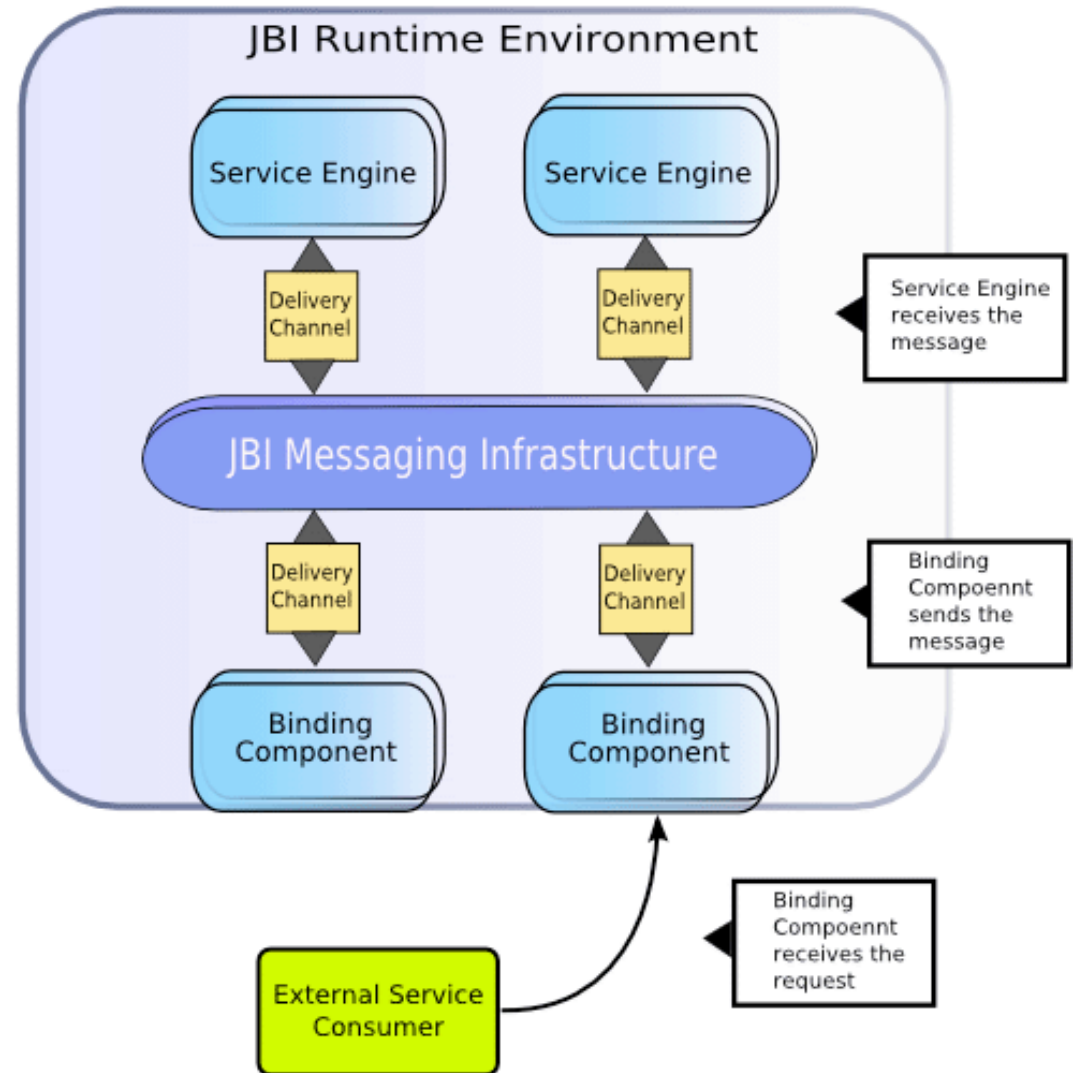 JBI Runtime Environment
Service Engine
Service Engine
Delivery
Channel
Delivery
Channel
Service Engine
receives the
message
JBI Messaging Infrastructure
Delivery
Channel
Delivery
Channel
Binding
Compoennt
sends the
message
Binding
Component
Binding
Component
Binding
Compoennt
receives the
request
External Service
Consumer